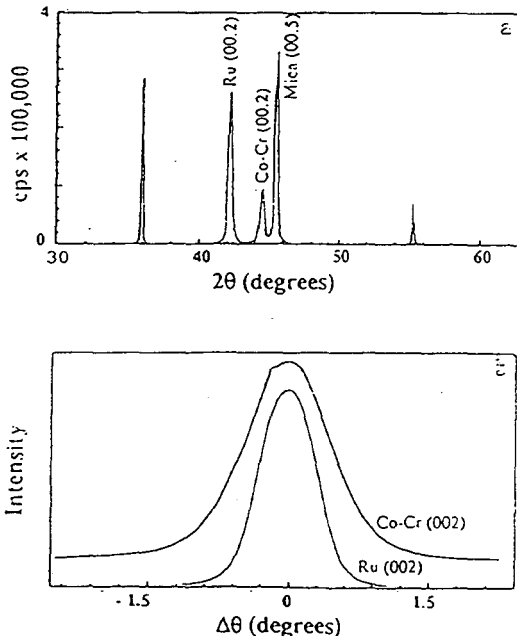 4
cps x 100,000
0
Ru (00.2)
Co-Cr (00.2)
Mica (00.5)
30
40
50
60
2θ (degrees)
Intensity
Co-Cr (002)
Ru (002)
- 1.5
0
1.5
Δθ (degrees)